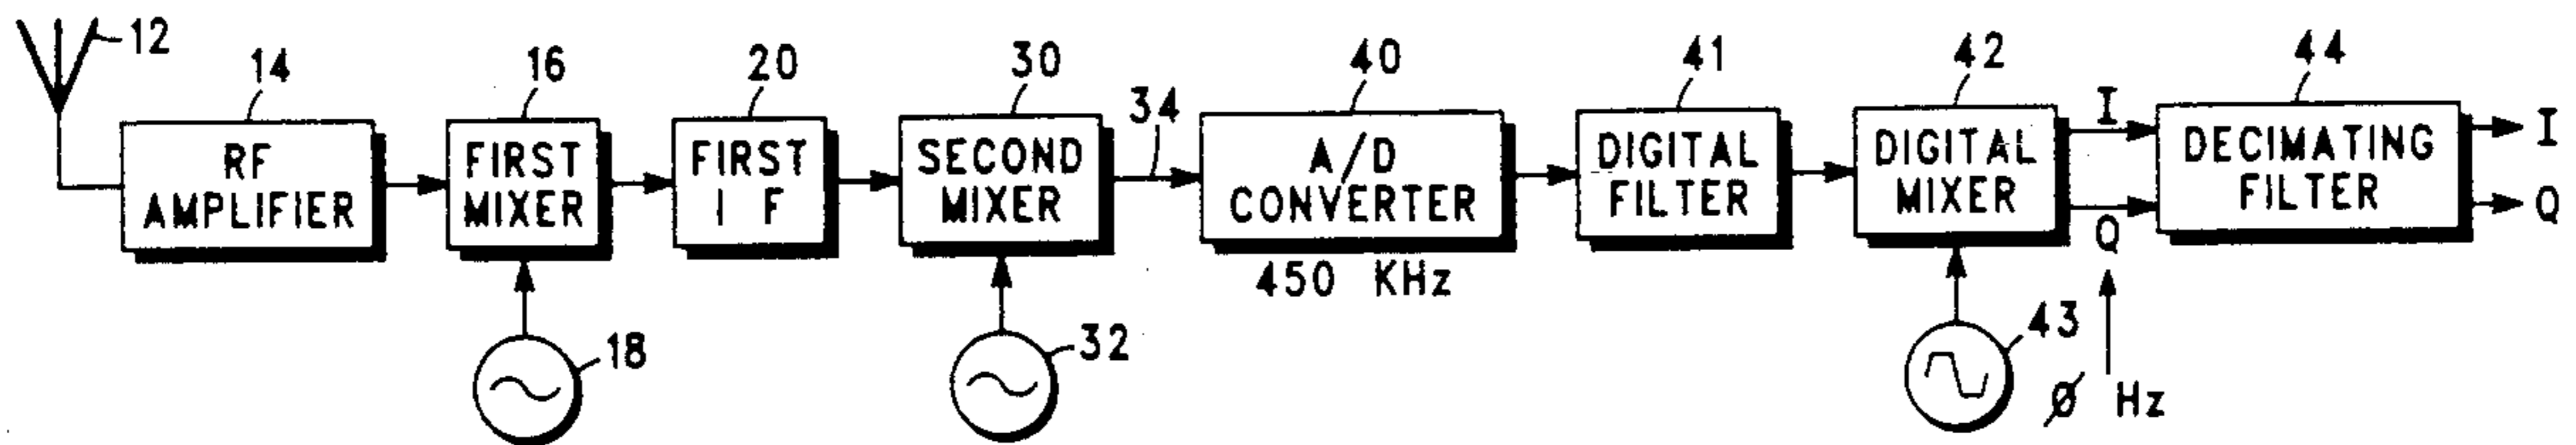 12
14
16
20
30
34
40
41
42
44
RF
AMPLIFIER
FIRST
MIXER
FIRST
I F
SECOND
MIXER
A/D
CONVERTER
450 KHz
DIGITAL
FILTER
DIGITAL
MIXER
I
Q
DECIMATING
FILTER
I
Q
18
32
43
Ø Hz